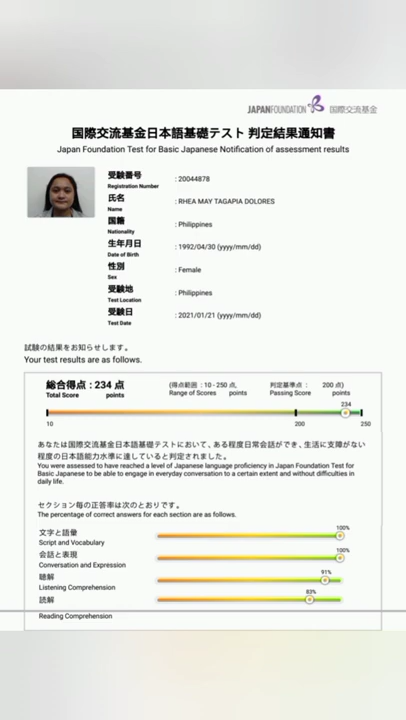 JAPANFOUNDATION 国際交流基金
国際交流基金日本語基礎テスト 判定結果通知書
Japan Foundation Test for Basic Japanese Notification of assessment results
受験番号
Registration Number
: 20044878
氏名
Name
: RHEA MAY TAGAPIA DOLORES
国籍
Nationality
: Philippines
生年月日
Date of Birth
: 1992/04/30 (yyyy/mm/dd)
性別
Sex
: Female
受験地
Test Location
: Philippines
受験日
Test Date
: 2021/01/21 (yyyy/mm/dd)
試験の結果をお知らせします。
Your test results are as follows.
総合得点 : 234 点 (得点範囲 : 10 - 250 点, 判定基準点 : 200 点)
Total Score points Range of Scores points Passing Score points
234
10 200 250
あなたは国際交流基金日本語基礎テストにおいて、ある程度日常会話ができ、生活に支障がない
程度の日本語能力水準に達していると判定されました。
You were assessed to have reached a level of Japanese language proficiency in Japan Foundation Test for
Basic Japanese to be able to engage in everyday conversation to a certain extent and without difficulties in
daily life.
セクション毎の正答率は次のとおりです。
The percentage of correct answers for each section are as follows.
文字と語彙 100%
Script and Vocabulary
会話と表現 100%
Conversation and Expression
聴解 91%
Listening Comprehension
読解 83%
Reading Comprehension